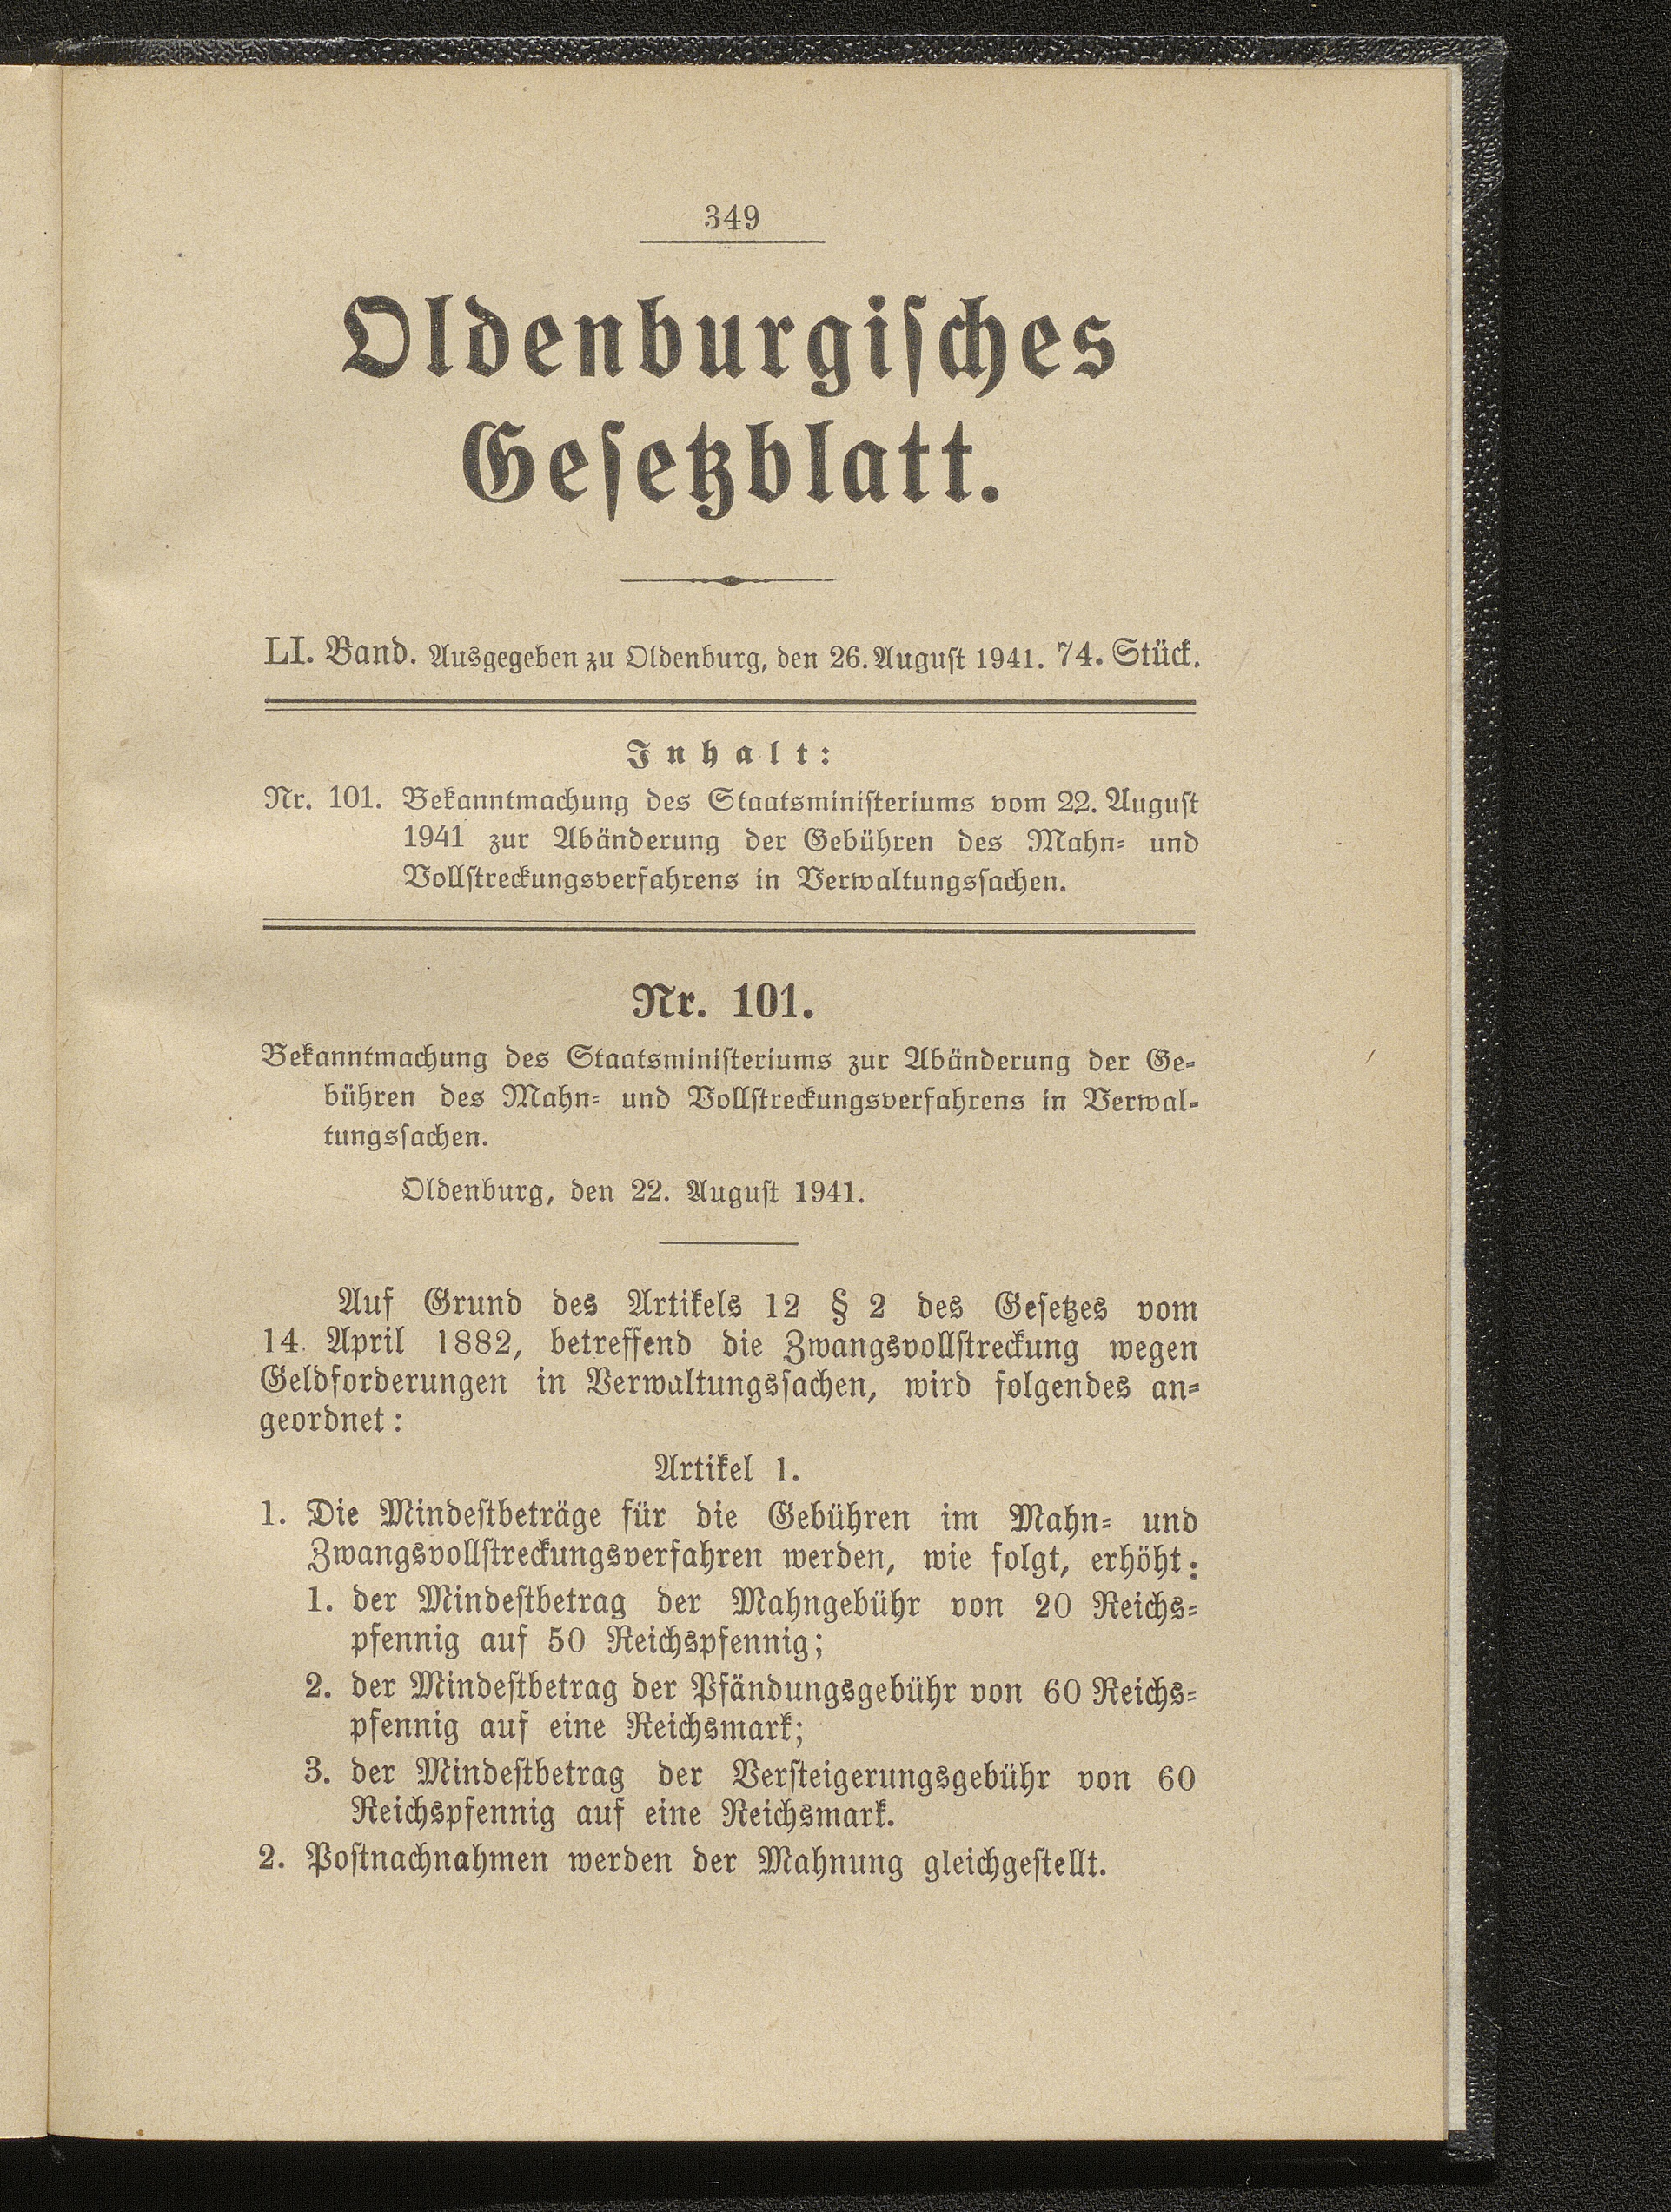 349
Oldenburgisches
Gesetzblatt.
LI. Band. Ausgegeben zu Oldenburg, den 26. August 1941. 74. Stück.
Inhalt:
Nr. 101. Bekanntmachung des Staatsministeriums vom 22. August
1941 zur Abänderung der Gebühren des Mahn- und
Vollstreckungsverfahrens in Verwaltungssachen.
Nr. 101.
Bekanntmachung des Staatsministeriums zur Abänderung der Ge-
bühren des Mahn- und Vollstreckungsverfahrens in Verwal-
tungssachen.
Oldenburg, den 22. August 1941.
Auf Grund des Artikels 12 § 2 des Gesetzes vom
14. April 1882, betreffend die Zwangsvollstreckung wegen
Geldforderungen in Verwaltungssachen, wird folgendes an-
geordnet:
Artikel 1.
1. Die Mindestbeträge für die Gebühren im Mahn- und
Zwangsvollstreckungsverfahren werden, wie folgt, erhöht:
1. der Mindestbetrag der Mahngebühr von 20 Reichs-
pfennig auf 50 Reichspfennig;
2. der Mindestbetrag der Pfändungsgebühr von 60 Reichs-
pfennig auf eine Reichsmark;
3. der Mindestbetrag der Versteigerungsgebühr von 60
Reichspfennig auf eine Reichsmark.
2. Postnachnahmen werden der Mahnung gleichgestellt.